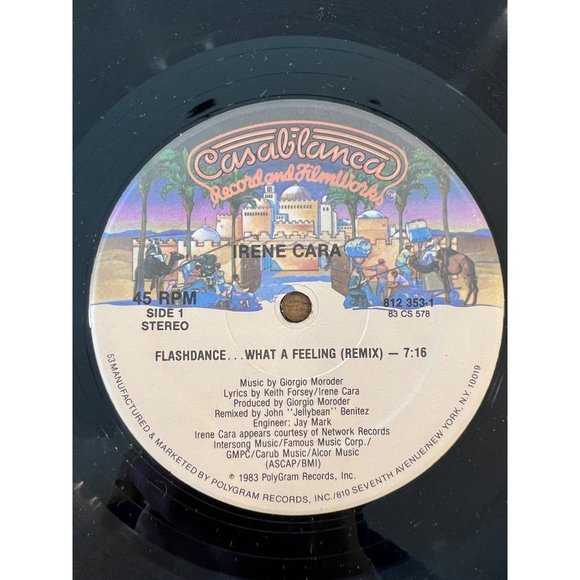 Casablanca
Record and FilmWorks
IRENE CARA
45 RPM
SIDE 1
STEREO
812 353-1
83 CS 578
FLASHDANCE...WHAT A FEELING (REMIX) — 7:16
Music by Giorgio Moroder
Lyrics by Keith Forsey/Irene Cara
Produced by Giorgio Moroder
Remixed by John "Jellybean" Benitez
Engineer: Jay Mark
Irene Cara appears courtesy of Network Records
Intersong Music/Famous Music Corp./
GMPC/Carub Music/Alcor Music
(ASCAP/BMI)
℗ 1983 PolyGram Records, Inc.
53 MANUFACTURED & MARKETED BY POLYGRAM RECORDS, INC./810 SEVENTH AVENUE/NEW YORK, N.Y. 10019